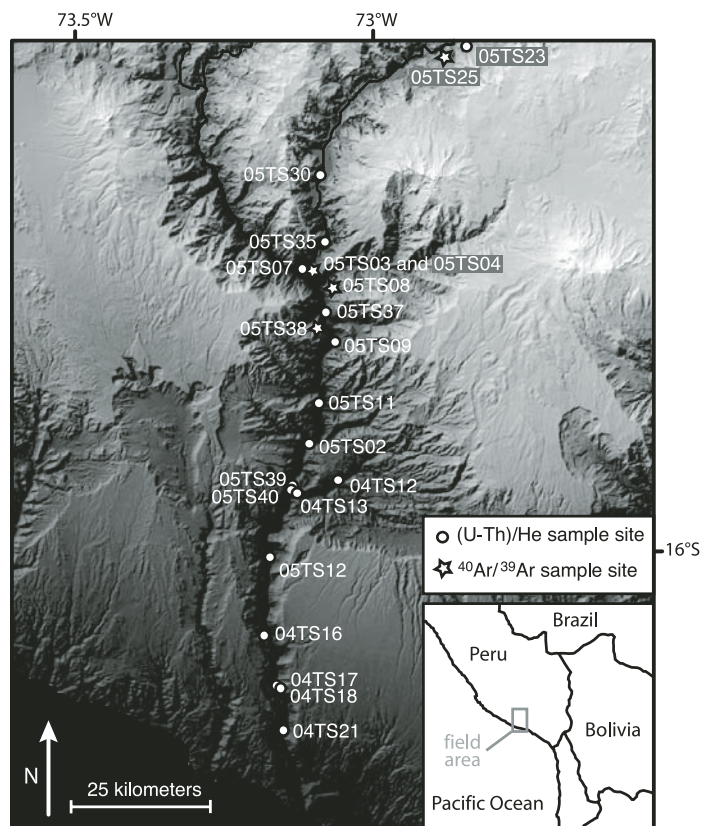 73.5°W
73°W
05TS23
05TS25
05TS30
05TS35
05TS07
05TS03 and 05TS04
05TS08
05TS37
05TS38
05TS09
05TS11
05TS02
05TS39
04TS12
05TS40
04TS13
(U-Th)/He sample site
⁴⁰Ar/³⁹Ar sample site
16°S
05TS12
04TS16
04TS17
04TS18
04TS21
Brazil
Peru
Bolivia
field
area
Pacific Ocean
N
25 kilometers